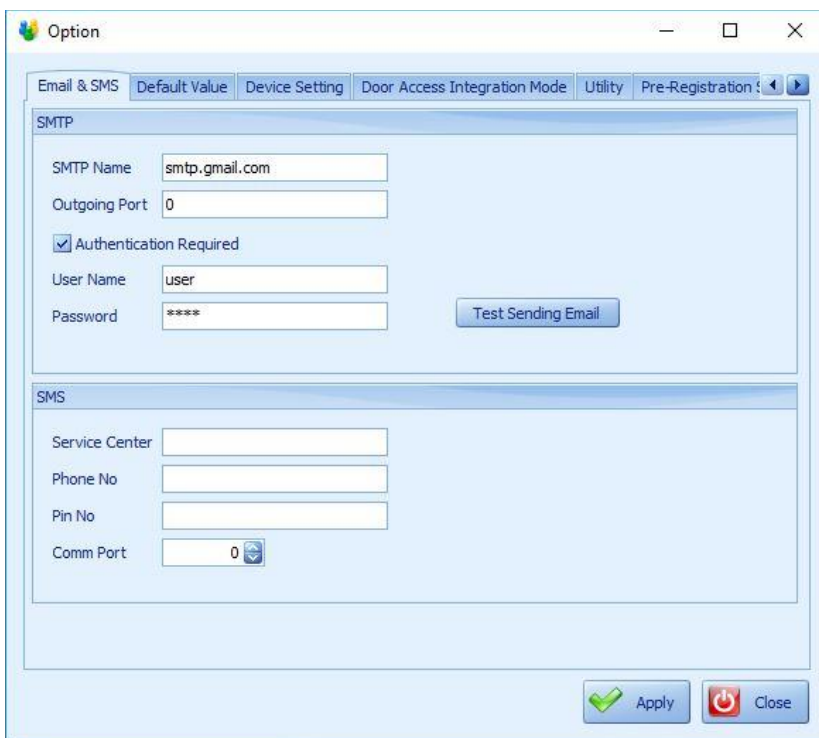 Option
Email & SMS Default Value Device Setting Door Access Integration Mode Utility Pre-Registration
SMTP
SMTP Name smtp.gmail.com
Outgoing Port 0
Authentication Required
User Name user
Password ****
Test Sending Email
SMS
Service Center
Phone No
Pin No
Comm Port 0
Apply Close